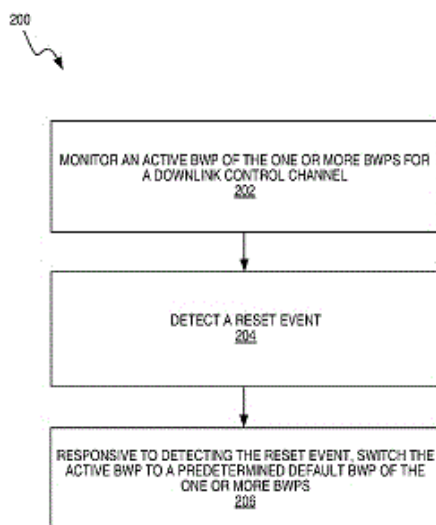 200
MONITOR AN ACTIVE BWP OF THE ONE OR MORE BWPS FOR
A DOWNLINK CONTROL CHANNEL
202
DETECT A RESET EVENT
204
RESPONSIVE TO DETECTING THE RESET EVENT, SWITCH THE
ACTIVE BWP TO A PREDETERMINED DEFAULT BWP OF THE
ONE OR MORE BWPS
206